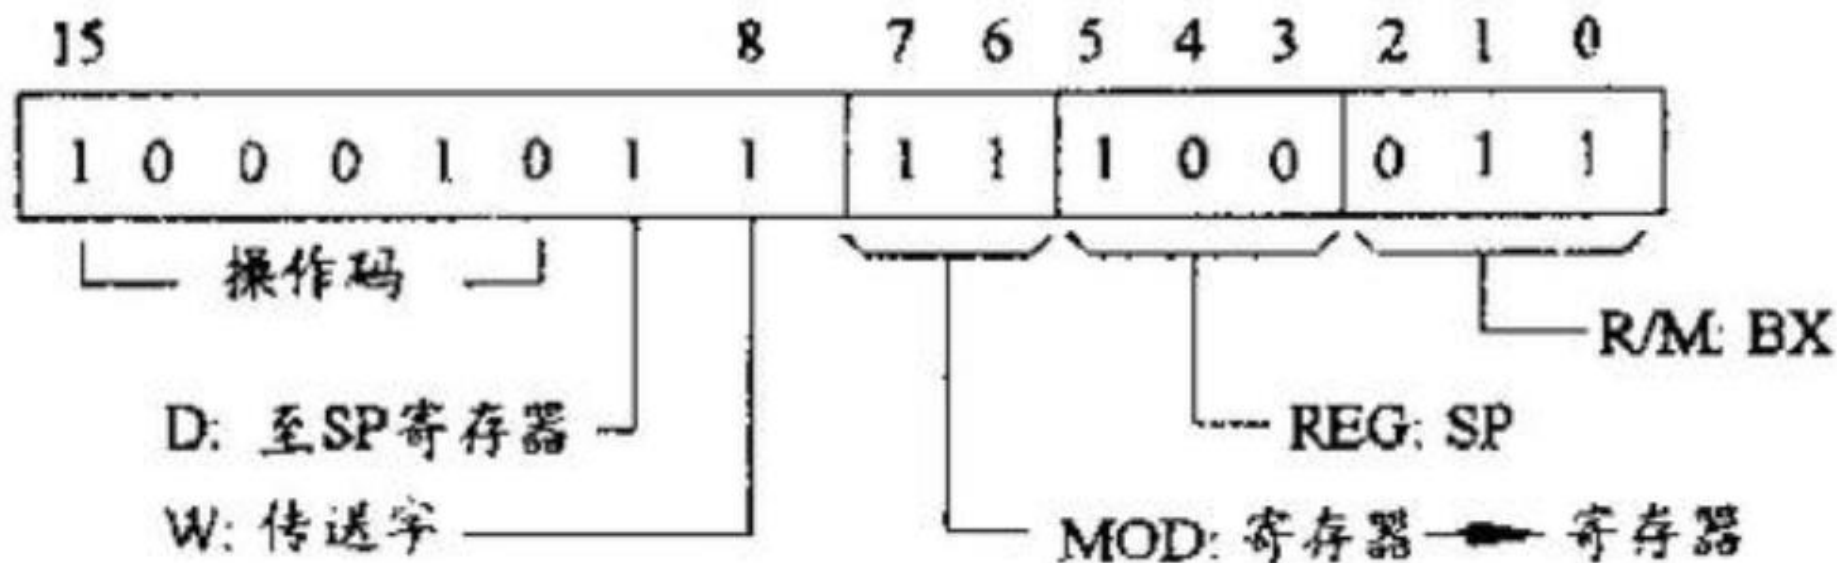 15 8 7 6 5 4 3 2 1 0
1 0 0 0 1 0 1 1 1 1 1 0 0 0 1 1
操作码
R/M: BX
D: 至SP寄存器
REG: SP
W: 传送字
MOD: 寄存器 寄存器